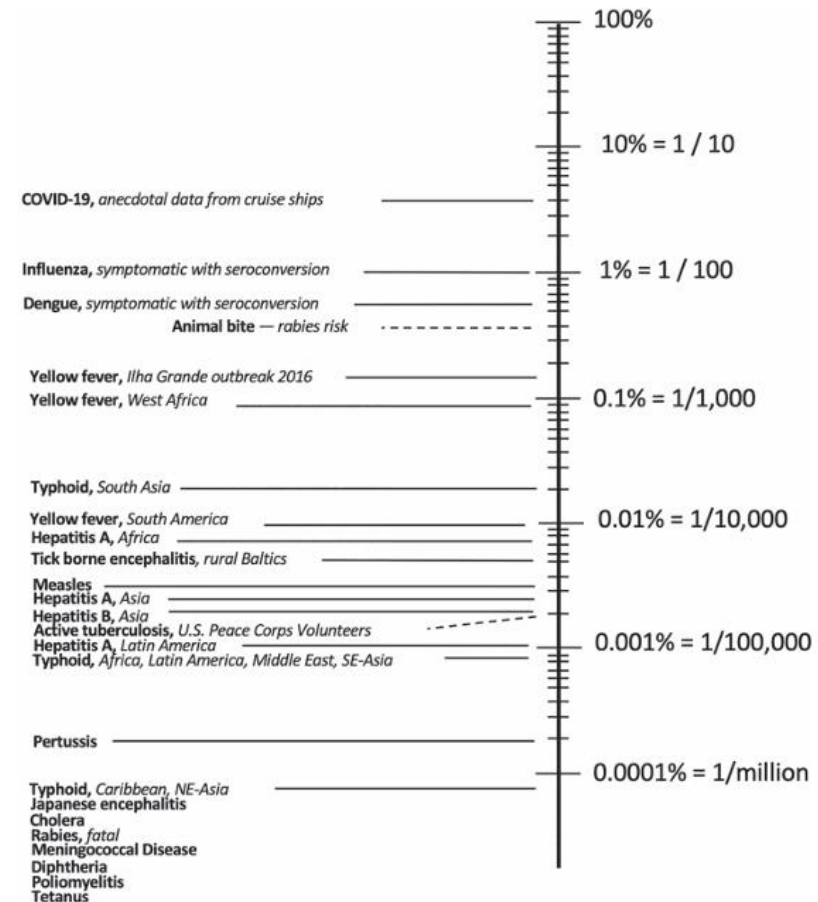 100%
10% = 1 / 10
COVID-19, anecdotal data from cruise ships
Influenza, symptomatic with seroconversion
1% = 1 / 100
Dengue, symptomatic with seroconversion
Animal bite — rabies risk
Yellow fever, Ilha Grande outbreak 2016
Yellow fever, West Africa
0.1% = 1/1,000
Typhoid, South Asia
Yellow fever, South America
0.01% = 1/10,000
Hepatitis A, Africa
Tick borne encephalitis, rural Baltics
Measles
Hepatitis A, Asia
Hepatitis B, Asia
Active tuberculosis, U.S. Peace Corps Volunteers
Hepatitis A, Latin America
0.001% = 1/100,000
Typhoid, Africa, Latin America, Middle East, SE-Asia
Pertussis
0.0001% = 1/million
Typhoid, Caribbean, NE-Asia
Japanese encephalitis
Cholera
Rabies, fatal
Meningococcal Disease
Diphtheria
Poliomyelitis
Tetanus